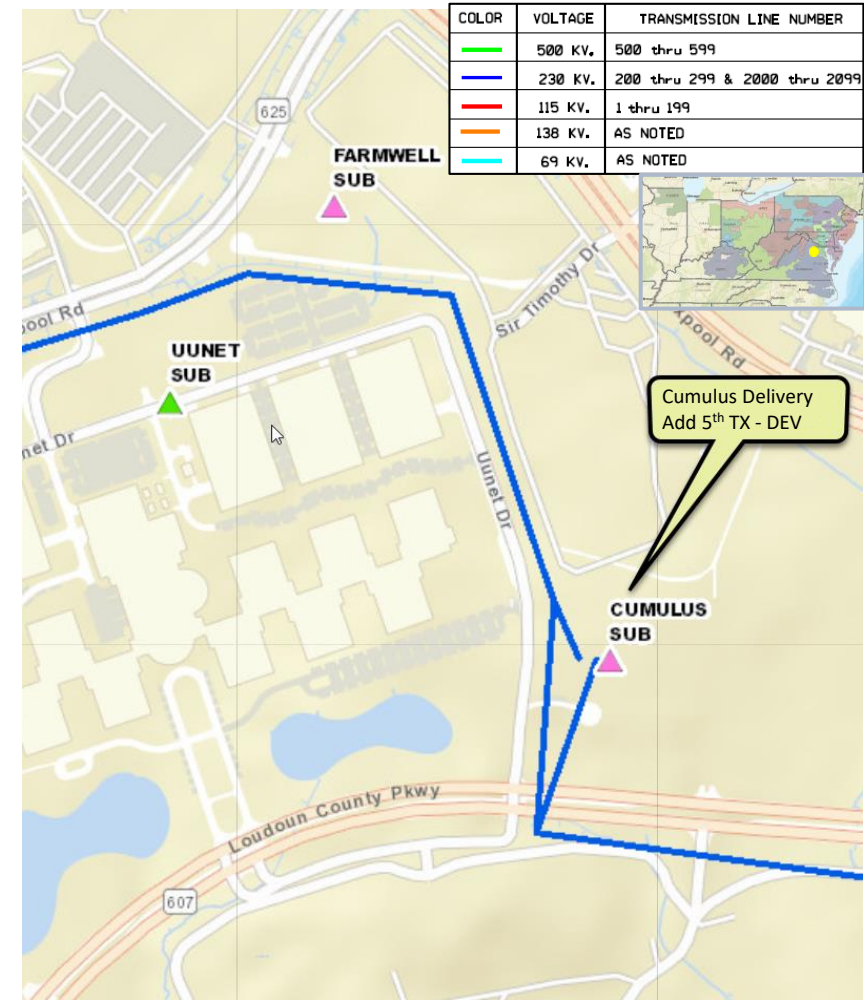 COLOR VOLTAGE TRANSMISSION LINE NUMBER
500 KV. 500 thru 599
230 KV. 200 thru 299 & 2000 thru 2099
115 KV. 1 thru 199
138 KV. AS NOTED
69 KV. AS NOTED
625
FARMWELL
SUB
Sir Timothy Dr
xpool Rd
pool Rd
UUNET
SUB
Cumulus Delivery
Add 5th TX - DEV
net Dr
Uunet Dr
CUMULUS
SUB
Loudoun County Pkwy
607